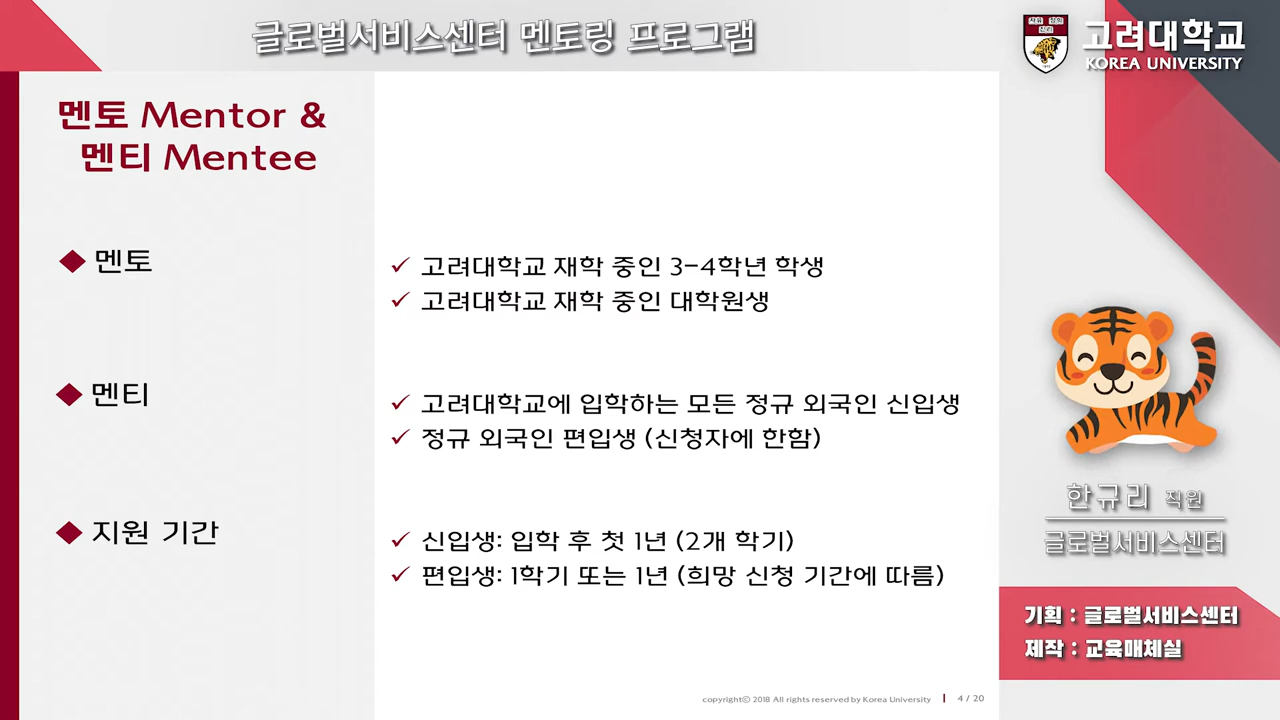 글로벌서비스센터 멘토링 프로그램
고려대학교
KOREA UNIVERSITY
멘토 Mentor &
멘티 Mentee
멘토
고려대학교 재학 중인 3-4학년 학생
고려대학교 재학 중인 대학원생
멘티
고려대학교에 입학하는 모든 정규 외국인 신입생
정규 외국인 편입생 (신청자에 한함)
지원 기간
신입생: 입학 후 첫 1년 (2개 학기)
편입생: 1학기 또는 1년 (희망 신청 기간에 따름)
한규리 직원
글로벌서비스센터
기획 : 글로벌서비스센터
제작 : 교육매체실
copyrightⓒ 2018 All rights reserved by Korea University
4 / 20